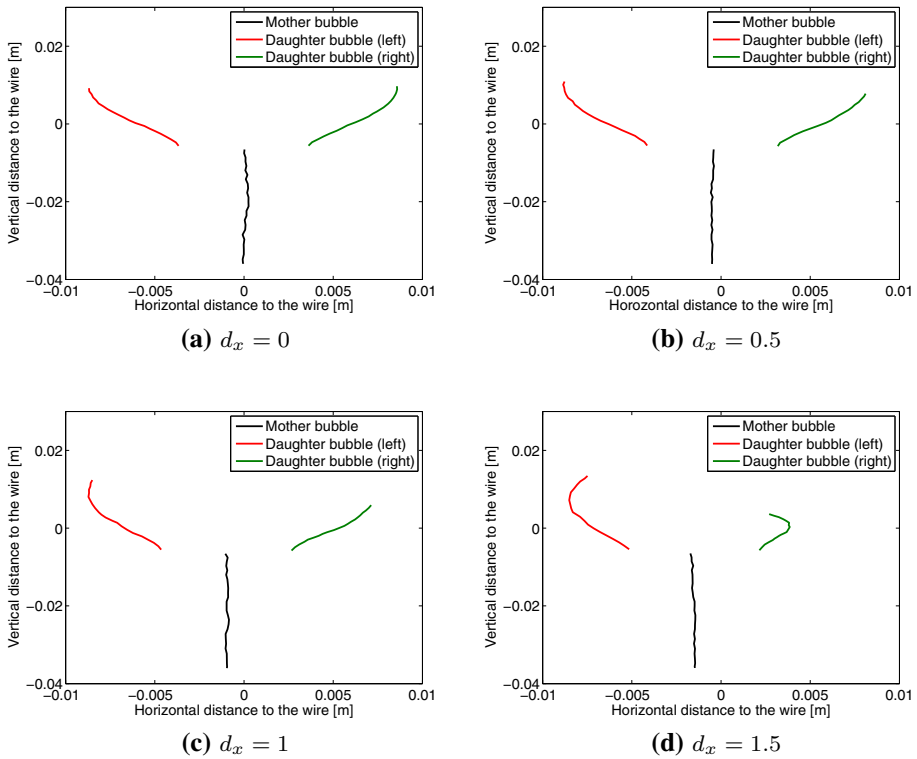 Mother bubble
Daughter bubble (left)
Daughter bubble (right)
0.02
0
−0.02
−0.04
−0.01 −0.005 0 0.005 0.01
Vertical distance to the wire [m]
Horizontal distance to the wire [m]
(a) dx = 0
Mother bubble
Daughter bubble (left)
Daughter bubble (right)
0.02
0
−0.02
−0.04
−0.01 −0.005 0 0.005 0.01
Vertical distance to the wire [m]
Horozontal distance to the wire [m]
(b) dx = 0.5
Mother bubble
Daughter bubble (left)
Daughter bubble (right)
0.02
0
−0.02
−0.04
−0.01 −0.005 0 0.005 0.01
Vertical distance to the wire [m]
Horizontal distance to the wire [m]
(c) dx = 1
Mother bubble
Daughter bubble (left)
Daughter bubble (right)
0.02
0
−0.02
−0.04
−0.01 −0.005 0 0.005 0.01
Vertical distance to the wire [m]
Horizontal distance to the wire [m]
(d) dx = 1.5